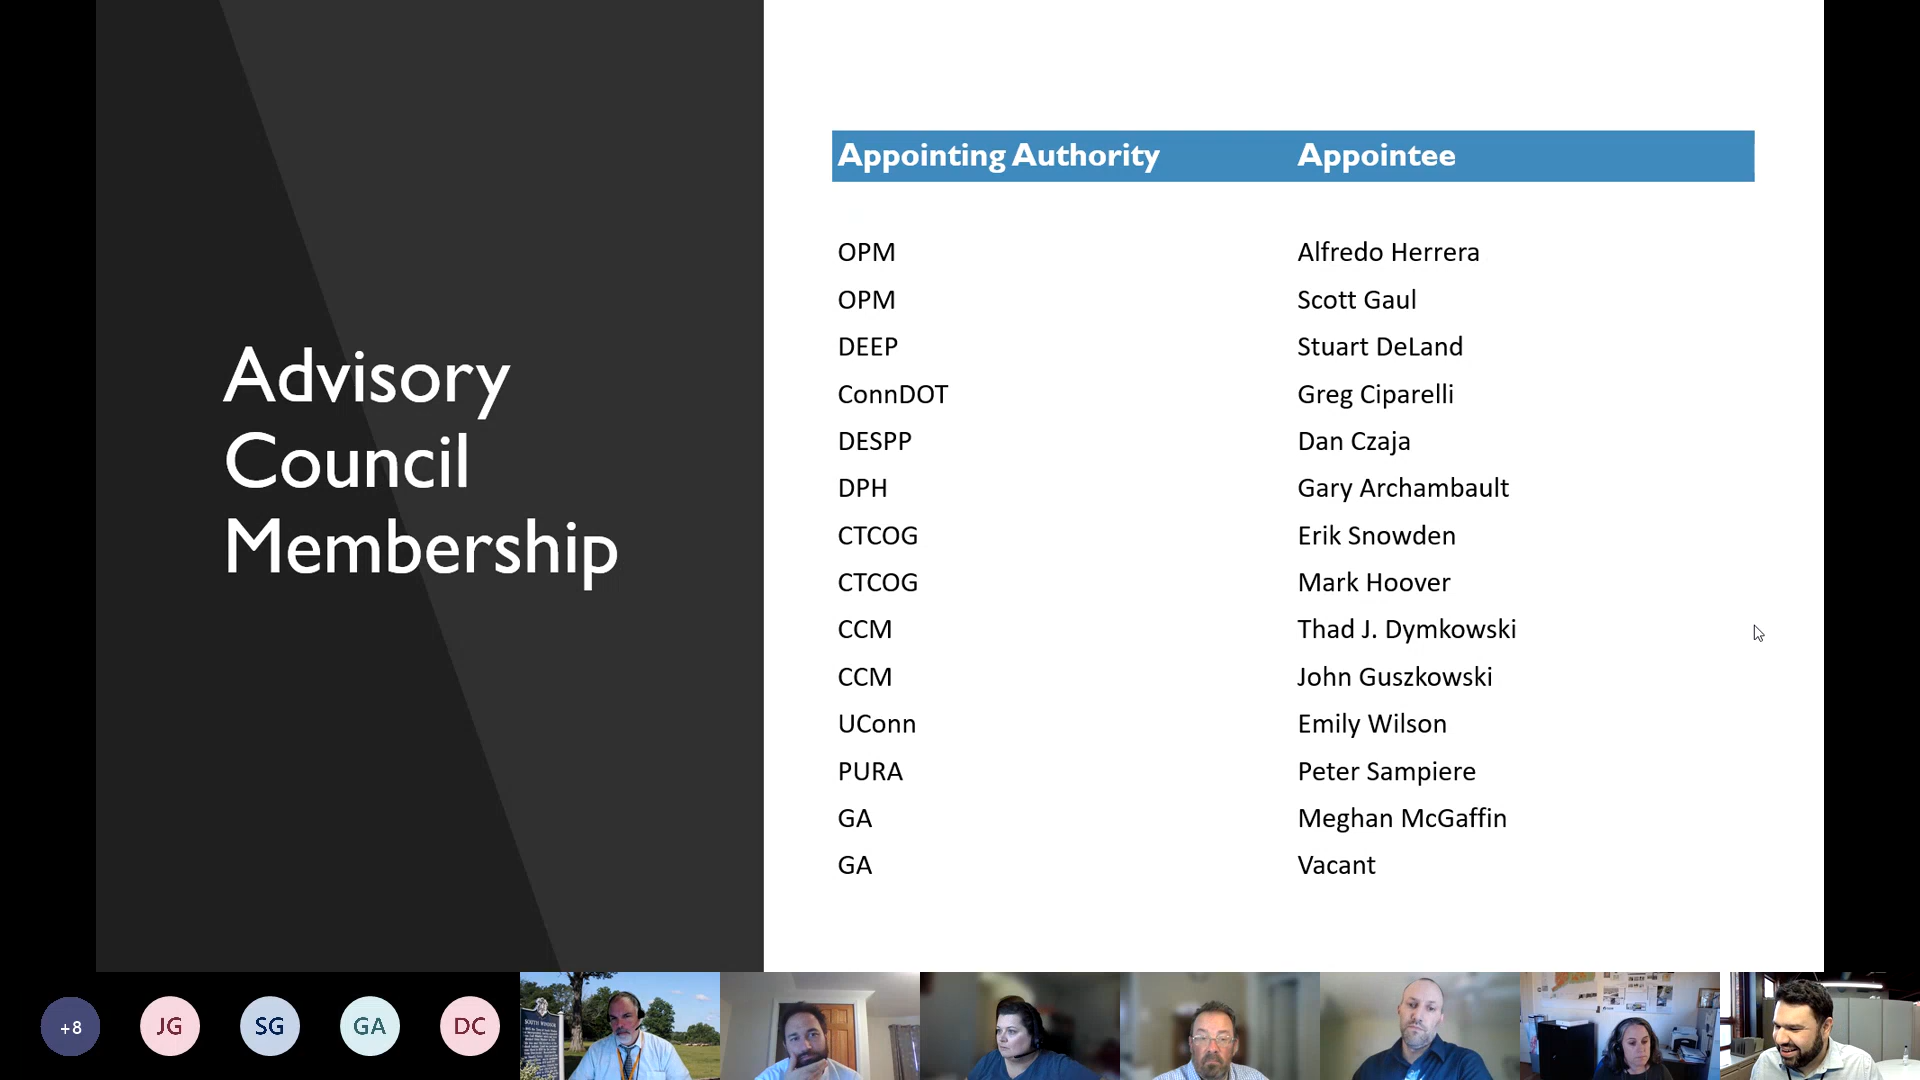 Advisory
Council
Membership
Appointing Authority Appointee
OPM Alfredo Herrera
OPM Scott Gaul
DEEP Stuart DeLand
ConnDOT Greg Ciparelli
DESPP Dan Czaja
DPH Gary Archambault
CTCOG Erik Snowden
CTCOG Mark Hoover
CCM Thad J. Dymkowski
CCM John Guszkowski
UConn Emily Wilson
PURA Peter Sampiere
GA Meghan McGaffin
GA Vacant
+8 JG SG GA DC
SOUTH WINDSOR